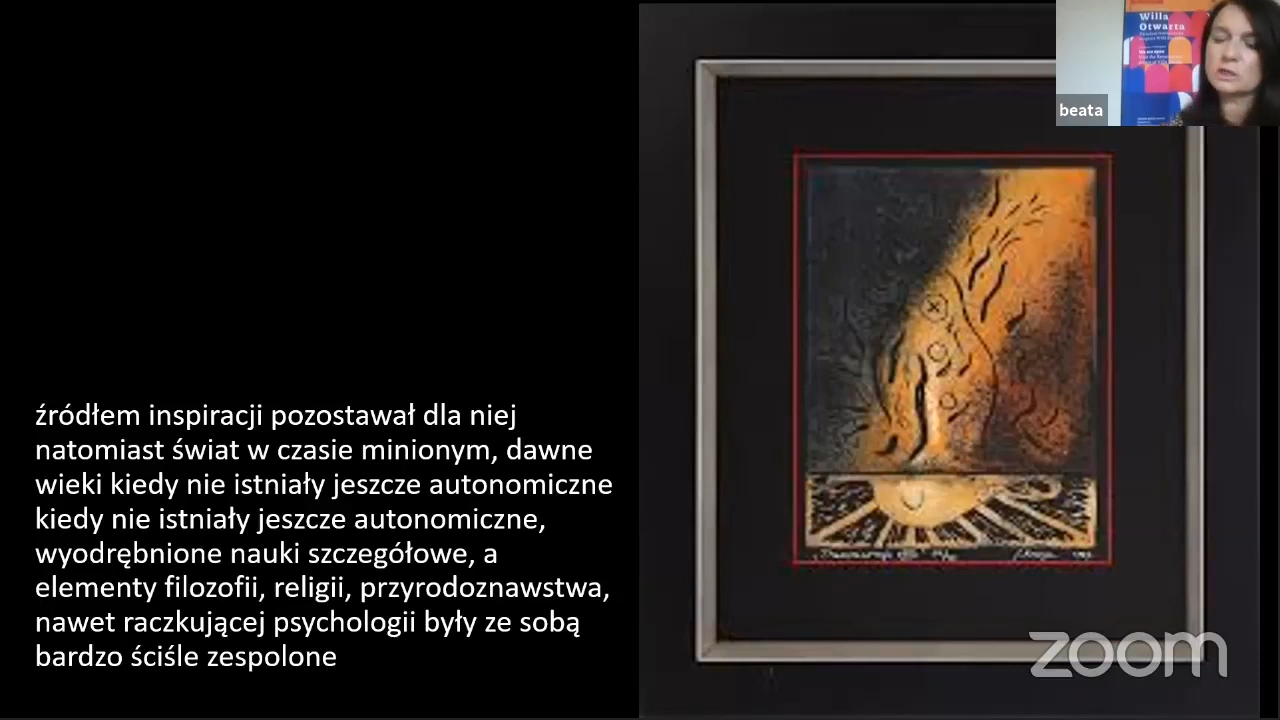 Willa
Otwarta
beata
źródłem inspiracji pozostawał dla niej
natomiast świat w czasie minionym, dawne
wieki kiedy nie istniały jeszcze autonomiczne
kiedy nie istniały jeszcze autonomiczne,
wyodrębnione nauki szczegółowe, a
elementy filozofii, religii, przyrodoznawstwa,
nawet raczkującej psychologii były ze sobą
bardzo ściśle zespolone
zoom